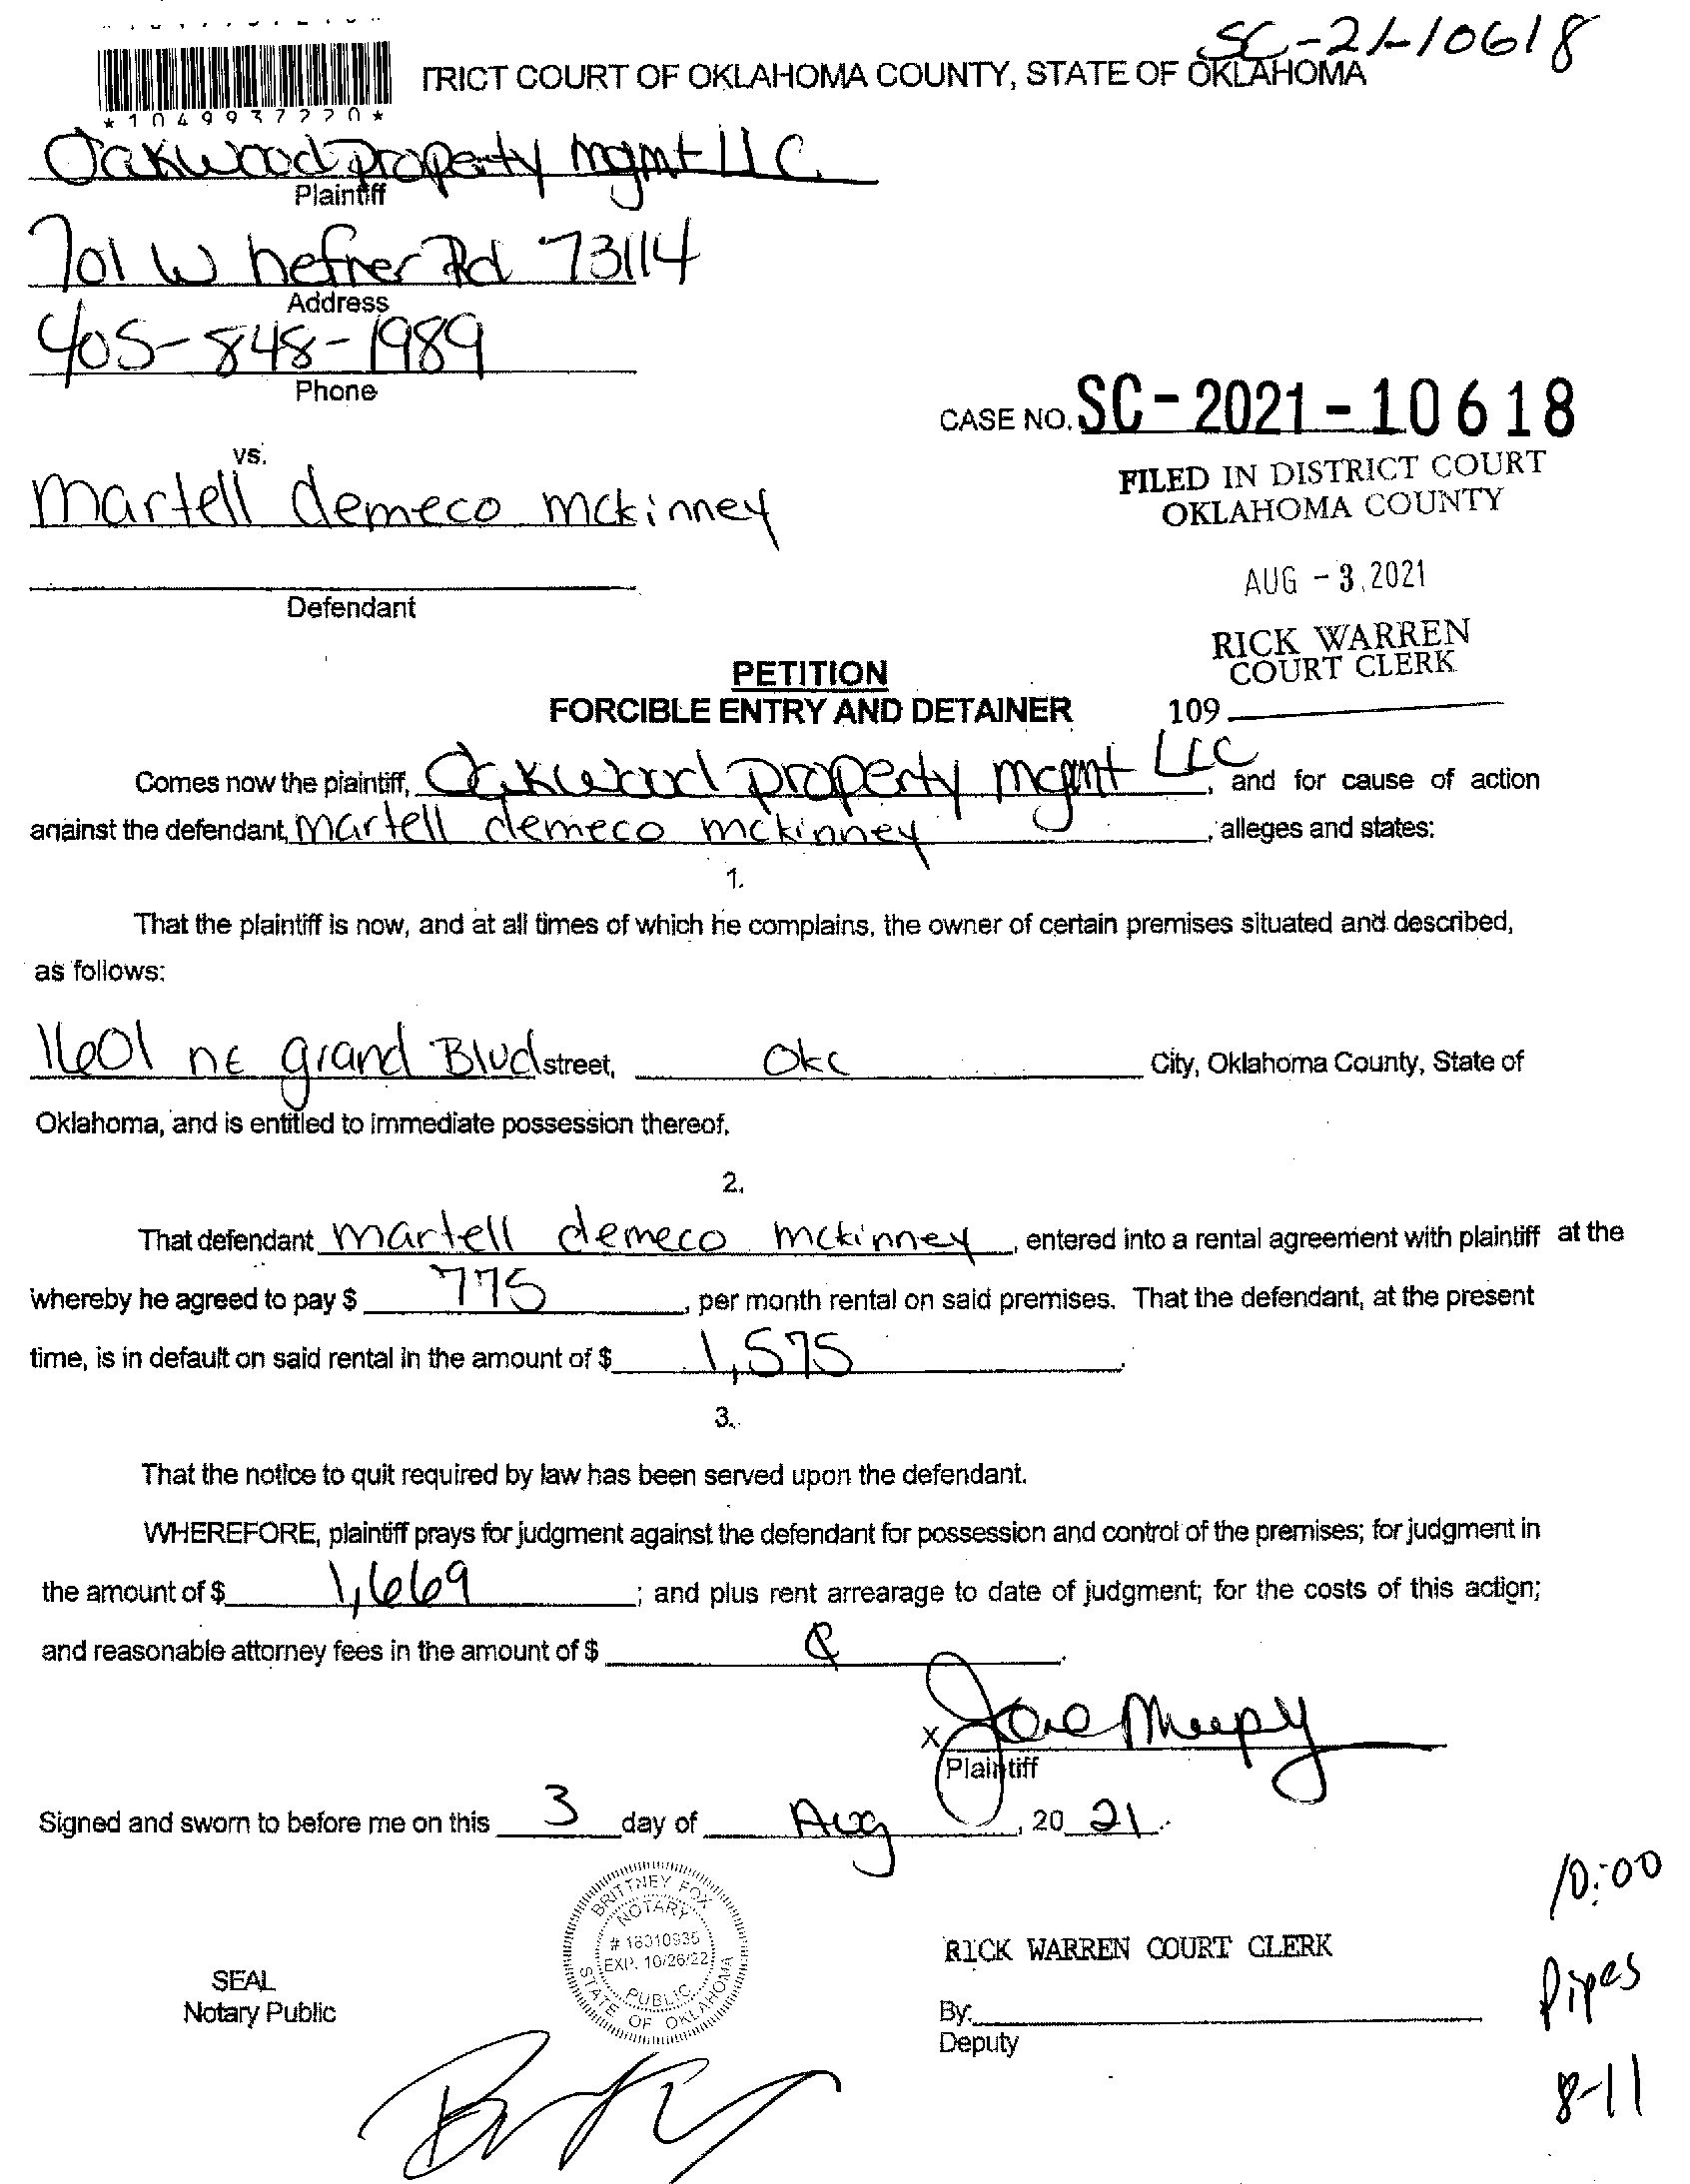 SC-21-10618
TRICT COURT OF OKLAHOMA COUNTY, STATE OF OKLAHOMA
*1049937220*
Oakwood property mgmt LLC
Plaintiff
701 W hefner Rd 73114
Address
405-848-1989
Phone
CASE NO. SC-2021-10618
vs.
martell demeco mckinney
FILED IN DISTRICT COURT
OKLAHOMA COUNTY
AUG -3 2021
Defendant
RICK WARREN
COURT CLERK
109
PETITION
FORCIBLE ENTRY AND DETAINER
Comes now the plaintiff, Oakwood property mgmt LLC, and for cause of action
against the defendant, martell demeco mckinney, alleges and states:
1.
That the plaintiff is now, and at all times of which he complains, the owner of certain premises situated and described,
as follows:
1601 nE grand Blvd street, Okc City, Oklahoma County, State of
Oklahoma, and is entitled to immediate possession thereof.
2.
That defendant martell demeco mckinney, entered into a rental agreement with plaintiff at the
whereby he agreed to pay $ 775, per month rental on said premises. That the defendant, at the present
time, is in default on said rental in the amount of $ 1,575.
3.
That the notice to quit required by law has been served upon the defendant.
WHEREFORE, plaintiff prays for judgment against the defendant for possession and control of the premises; for judgment in
the amount of $ 1,669; and plus rent arrearage to date of judgment; for the costs of this action;
and reasonable attorney fees in the amount of $
X
Plaintiff
Signed and sworn to before me on this 3 day of Aug, 20 21.
10:00
BRITTNEY FOX
NOTARY
# 18010935
EXP. 10/26/22
PUBLIC
STATE OF OKLAHOMA
RICK WARREN COURT CLERK
Pipes
SEAL
Notary Public
By:
Deputy
8-11